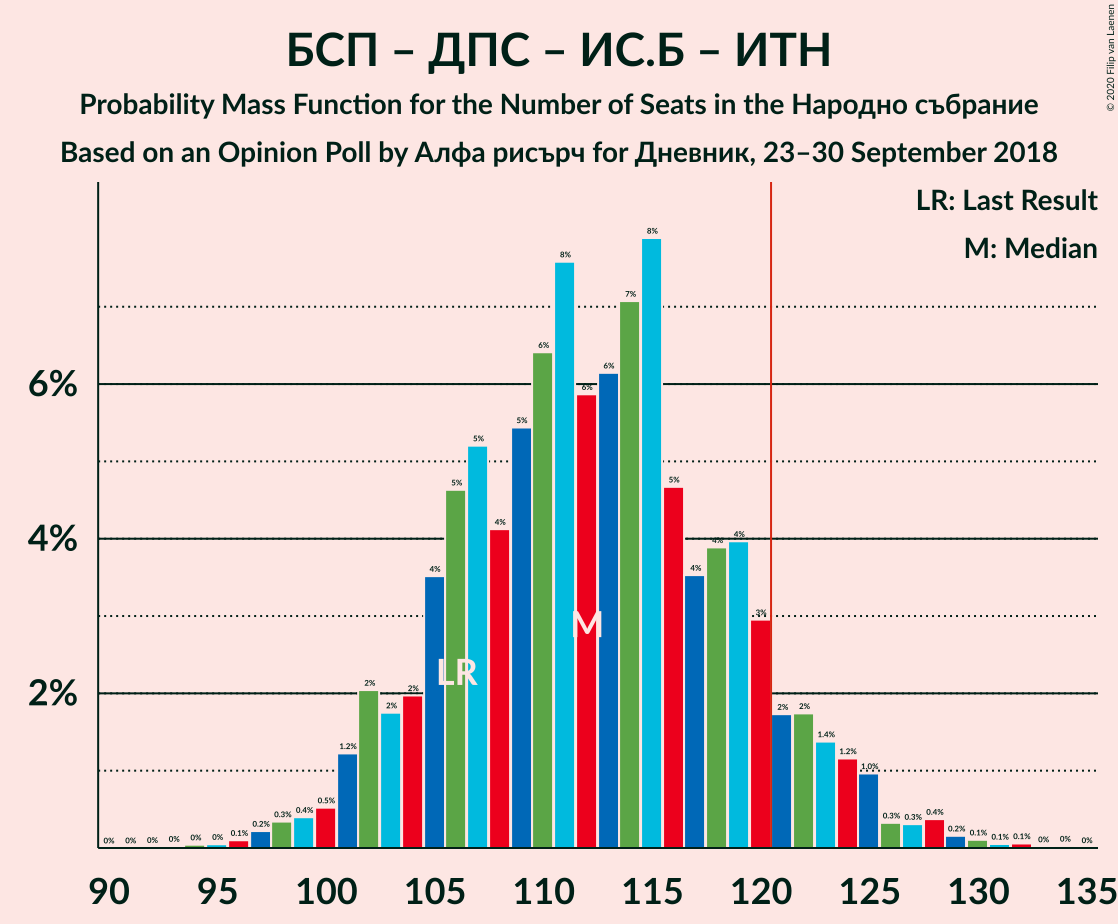 БСП – ДПС – ИС.Б – ИТН
Probability Mass Function for the Number of Seats in the Народно събрание
Based on an Opinion Poll by Алфа рисърч for Дневник, 23–30 September 2018
© 2020 Filip van Laenen
LR: Last Result
M: Median
6%
4%
2%
0% 0% 0% 0% 0% 0% 0.1% 0.2% 0.3% 0.4% 0.5% 1.2% 2% 2% 2% 4% 5% 5% 4% 5% 6% 8% 6% 6% 7% 8% 5% 4% 4% 4% 3% 2% 2% 1.4% 1.2% 1.0% 0.3% 0.3% 0.4% 0.2% 0.1% 0.1% 0.1% 0% 0% 0%
LR
M
90 95 100 105 110 115 120 125 130 135